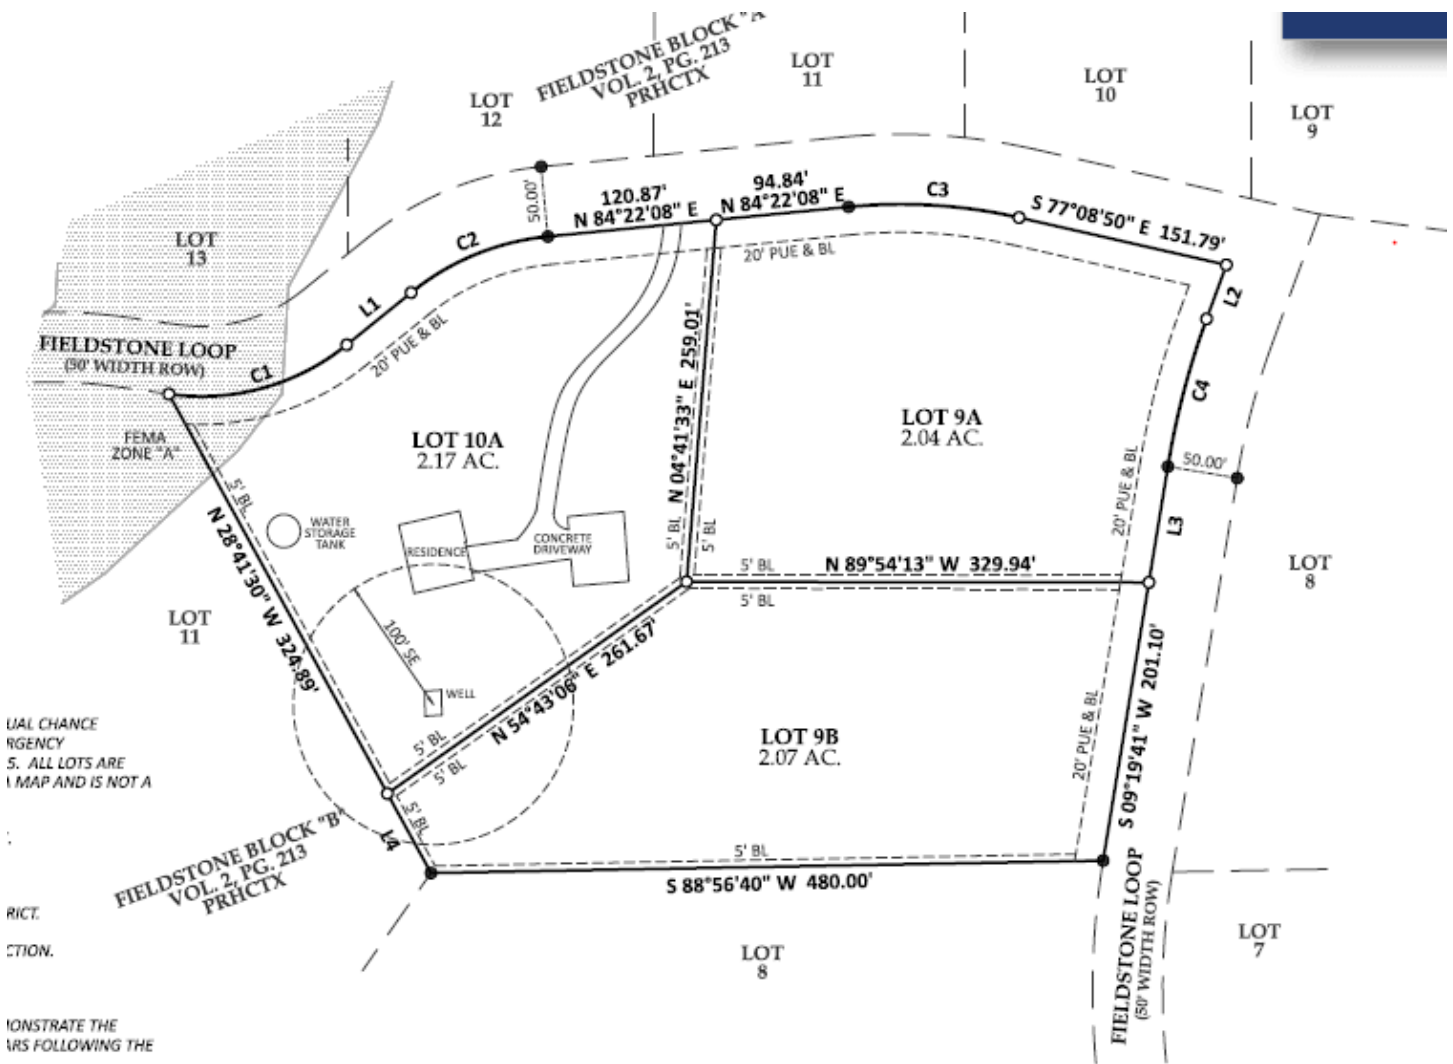 FIELDSTONE BLOCK "A"
VOL. 2, PG. 213
PRHCTX
LOT
12
LOT
11
LOT
10
LOT
9
LOT
13
50.00'
120.87'
N 84°22'08" E
94.84'
N 84°22'08" E
C3
S 77°08'50" E 151.79'
C2
20' PUE & BL
L1
L2
FIELDSTONE LOOP
(50' WIDTH ROW)
C1
20' PUE & BL
FEMA
ZONE "A"
LOT 10A
2.17 AC.
N 04°41'33" E 259.01'
LOT 9A
2.04 AC.
C4
50.00'
20' PUE & BL
L3
5' BL
N 28°41'30" W 324.89'
WATER
STORAGE
TANK
RESIDENCE
CONCRETE
DRIVEWAY
5' BL
5' BL
5' BL
N 89°54'13" W 329.94'
5' BL
LOT
8
LOT
11
100' SE
WELL
N 54°43'06" E 261.67'
5' BL
5' BL
LOT 9B
2.07 AC.
20' PUE & BL
S 09°19'41" W 201.10'
UAL CHANCE
RGENCY
5. ALL LOTS ARE
MAP AND IS NOT A
5' BL
L4
FIELDSTONE BLOCK "B"
VOL. 2, PG. 213
PRHCTX
5' BL
S 88°56'40" W 480.00'
RICT.
CTION.
LOT
8
FIELDSTONE LOOP
(50' WIDTH ROW)
LOT
7
ONSTRATE THE
ARS FOLLOWING THE